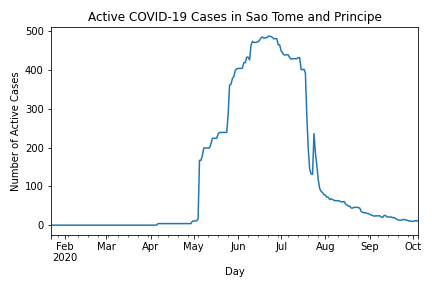 Active COVID-19 Cases in Sao Tome and Principe
500
400
300
200
100
0
Number of Active Cases
Feb Mar Apr May Jun Jul Aug Sep Oct
2020
Day